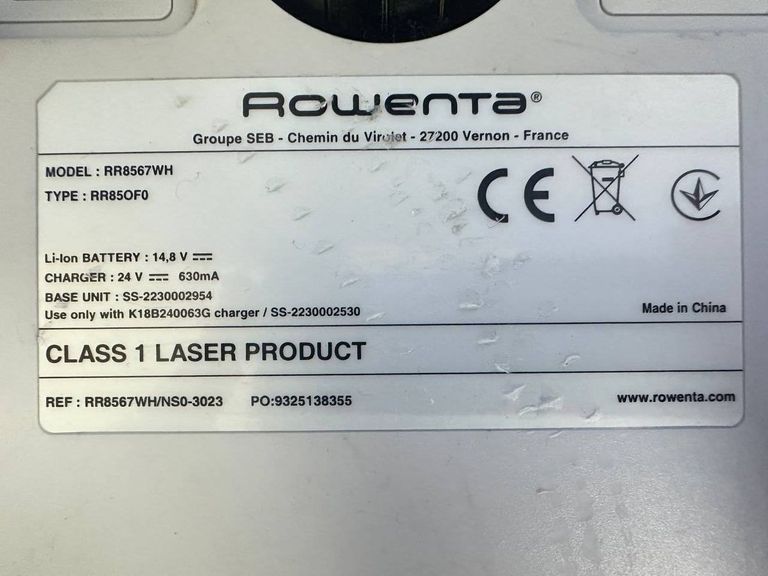 Rowenta®
Groupe SEB - Chemin du Virolet - 27200 Vernon - France
MODEL : RR8567WH
TYPE : RR85OF0
CE
Li-Ion BATTERY : 14,8 V ⎓
CHARGER : 24 V ⎓ 630mA
BASE UNIT : SS-2230002954
Use only with K18B240063G charger / SS-2230002530
Made in China
CLASS 1 LASER PRODUCT
REF : RR8567WH/NS0-3023 PO:9325138355
www.rowenta.com